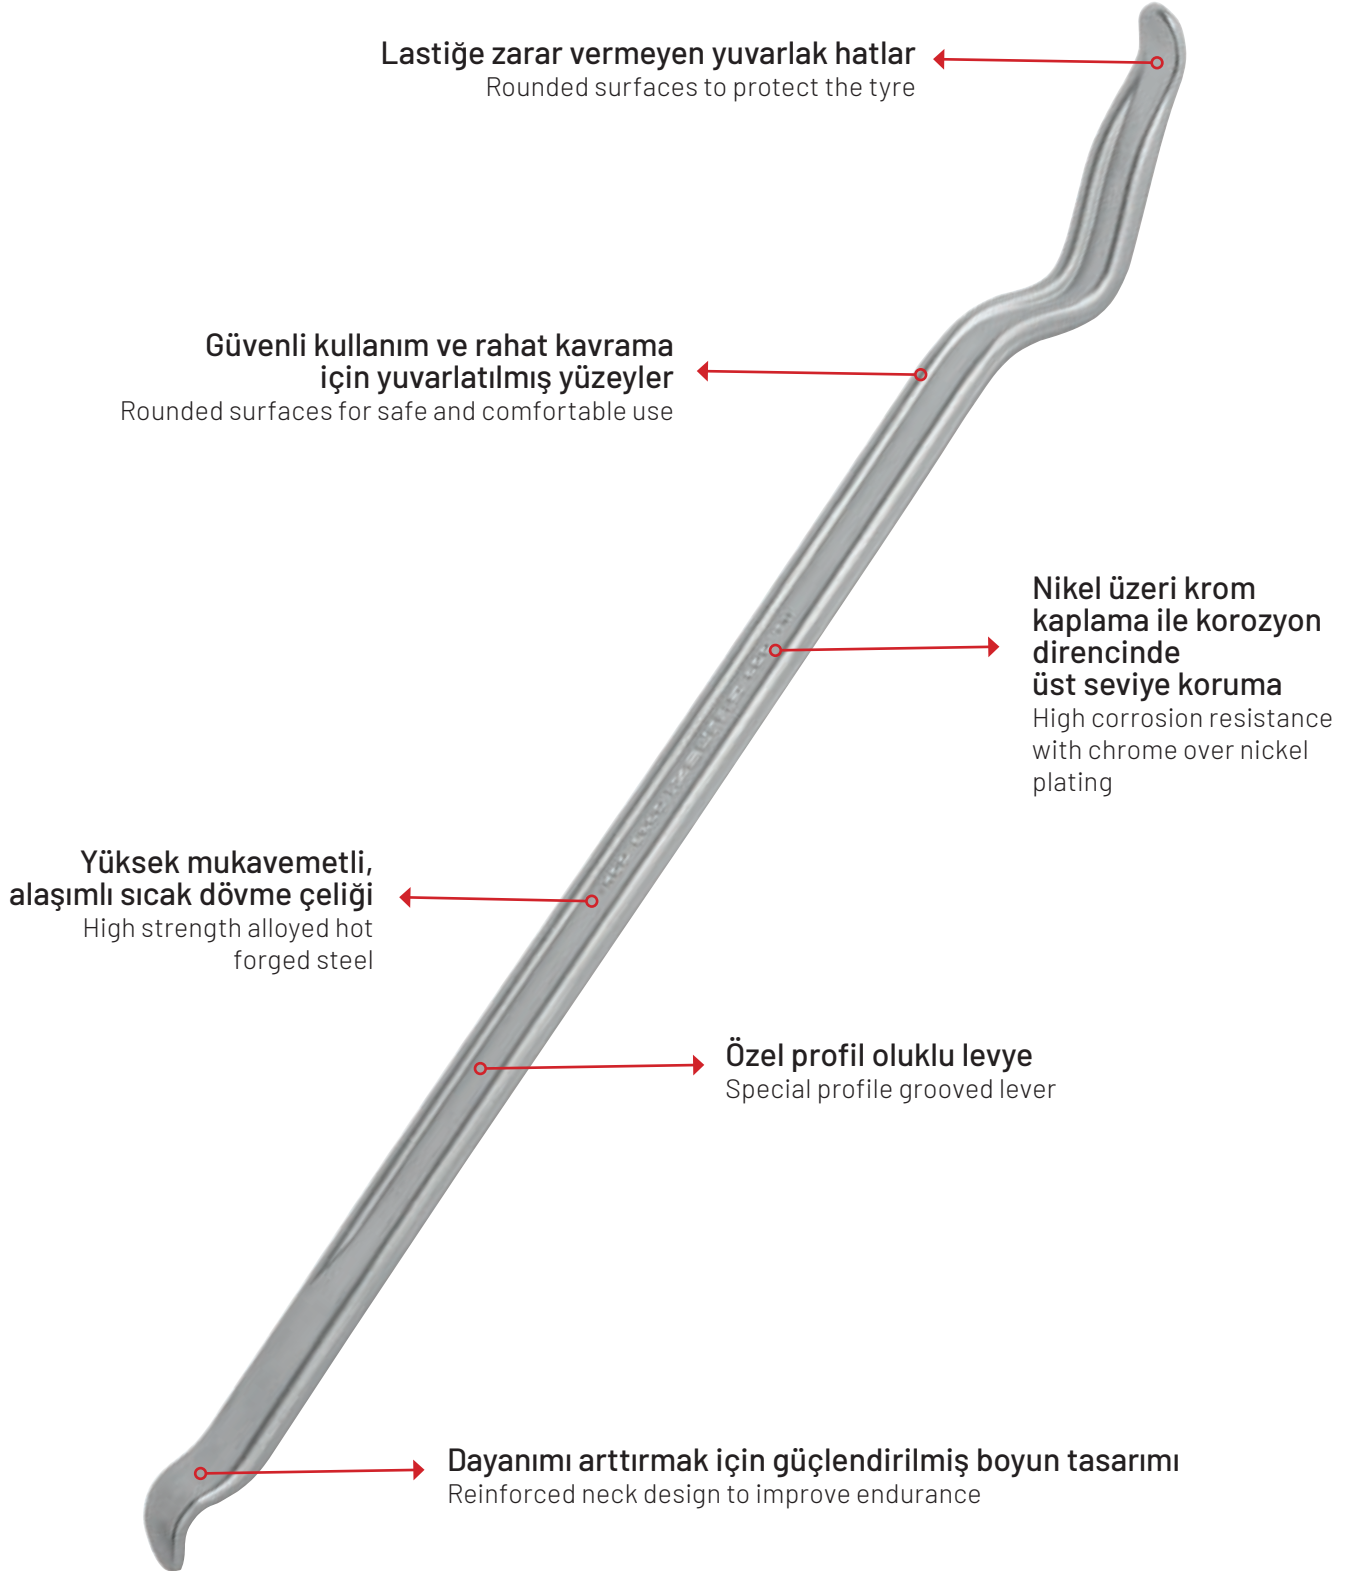 Lastiğe zarar vermeyen yuvarlak hatlar
Rounded surfaces to protect the tyre
Güvenli kullanım ve rahat kavrama
için yuvarlatılmış yüzeyler
Rounded surfaces for safe and comfortable use
Nikel üzeri krom
kaplama ile korozyon
direncinde
üst seviye koruma
High corrosion resistance
with chrome over nickel
plating
Yüksek mukavemetli,
alaşımlı sıcak dövme çeliği
High strength alloyed hot
forged steel
Özel profil oluklu levye
Special profile grooved lever
Dayanımı arttırmak için güçlendirilmiş boyun tasarımı
Reinforced neck design to improve endurance